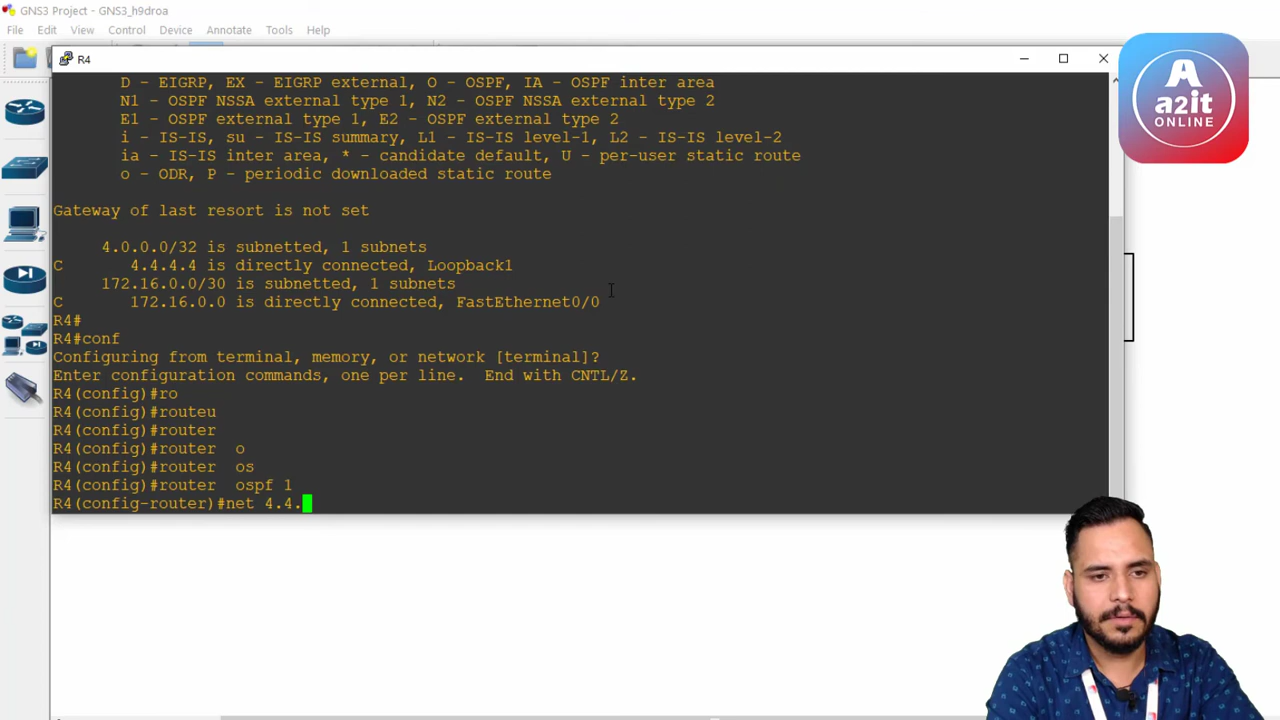 GNS3 Project - GNS3_h9droa
File Edit View Control Device Annotate Tools Help
R4
D - EIGRP, EX - EIGRP external, O - OSPF, IA - OSPF inter area
N1 - OSPF NSSA external type 1, N2 - OSPF NSSA external type 2
E1 - OSPF external type 1, E2 - OSPF external type 2
i - IS-IS, su - IS-IS summary, L1 - IS-IS level-1, L2 - IS-IS level-2
ia - IS-IS inter area, * - candidate default, U - per-user static route
o - ODR, P - periodic downloaded static route
Gateway of last resort is not set
4.0.0.0/32 is subnetted, 1 subnets
C 4.4.4.4 is directly connected, Loopback1
172.16.0.0/30 is subnetted, 1 subnets
C 172.16.0.0 is directly connected, FastEthernet0/0
R4#
R4#conf
Configuring from terminal, memory, or network [terminal]?
Enter configuration commands, one per line. End with CNTL/Z.
R4(config)#ro
R4(config)#routeu
R4(config)#router
R4(config)#router o
R4(config)#router os
R4(config)#router ospf 1
R4(config-router)#net 4.4.
A
a2it
ONLINE